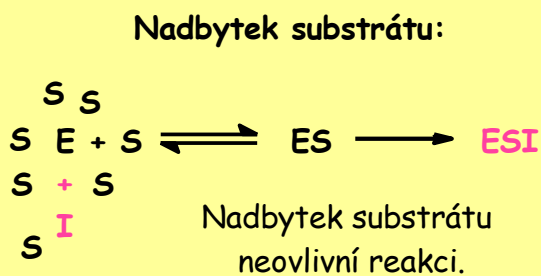 Nadbytek substrátu:
S S
S E + S ES ESI
S + S
I
S
Nadbytek substrátu
neovlivní reakci.